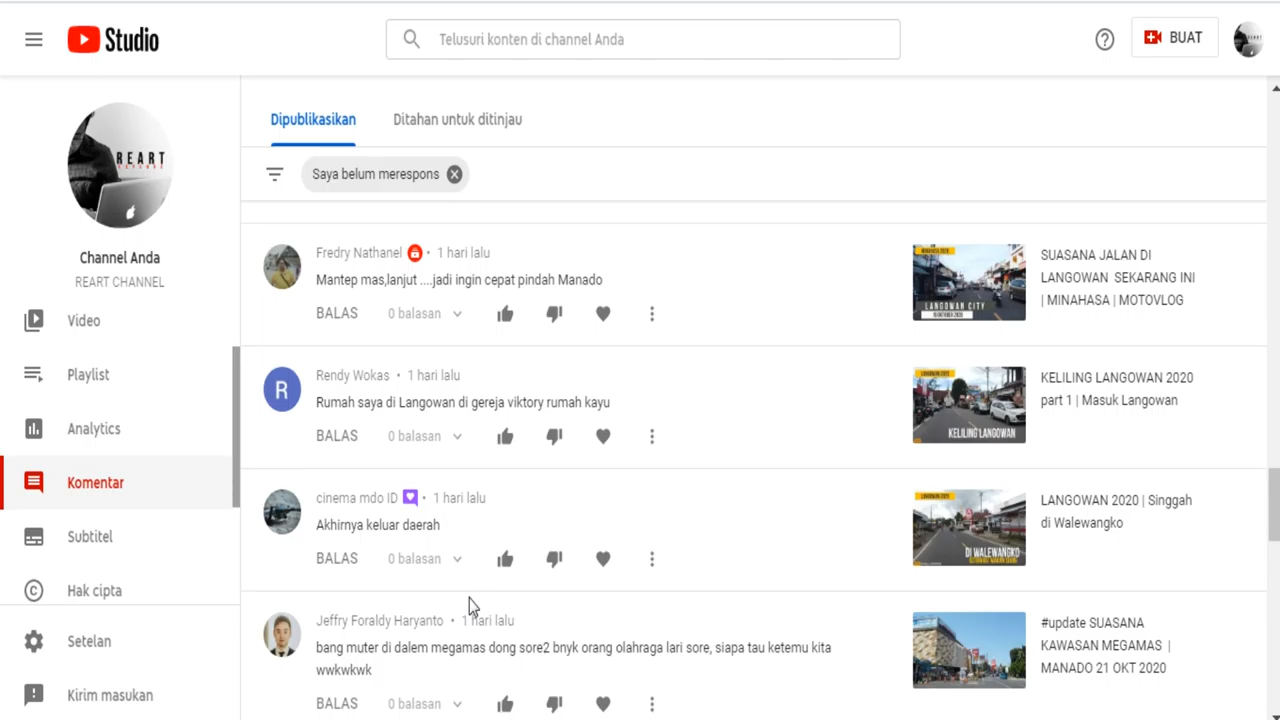 Studio
Telusuri konten di channel Anda
BUAT
REART
Channel Anda
REART CHANNEL
Video
Playlist
Analytics
Komentar
Subtitel
Hak cipta
Setelan
Kirim masukan
Dipublikasikan
Ditahan untuk ditinjau
Saya belum merespons
Fredry Nathanel • 1 hari lalu
Mantep mas,lanjut ....jadi ingin cepat pindah Manado
BALAS 0 balasan
LANGOWAN CITY
SUASANA JALAN DI
LANGOWAN SEKARANG INI
| MINAHASA | MOTOVLOG
Rendy Wokas • 1 hari lalu
Rumah saya di Langowan di gereja viktory rumah kayu
BALAS 0 balasan
KELILING LANGOWAN
KELILING LANGOWAN 2020
part 1 | Masuk Langowan
cinema mdo ID • 1 hari lalu
Akhirnya keluar daerah
BALAS 0 balasan
DI WALEWANGKO
LANGOWAN 2020 | Singgah
di Walewangko
Jeffry Foraldy Haryanto • 1 hari lalu
bang muter di dalem megamas dong sore2 bnyk orang olahraga lari sore, siapa tau ketemu kita
wwkwkwk
BALAS 0 balasan
#update SUASANA
KAWASAN MEGAMAS |
MANADO 21 OKT 2020